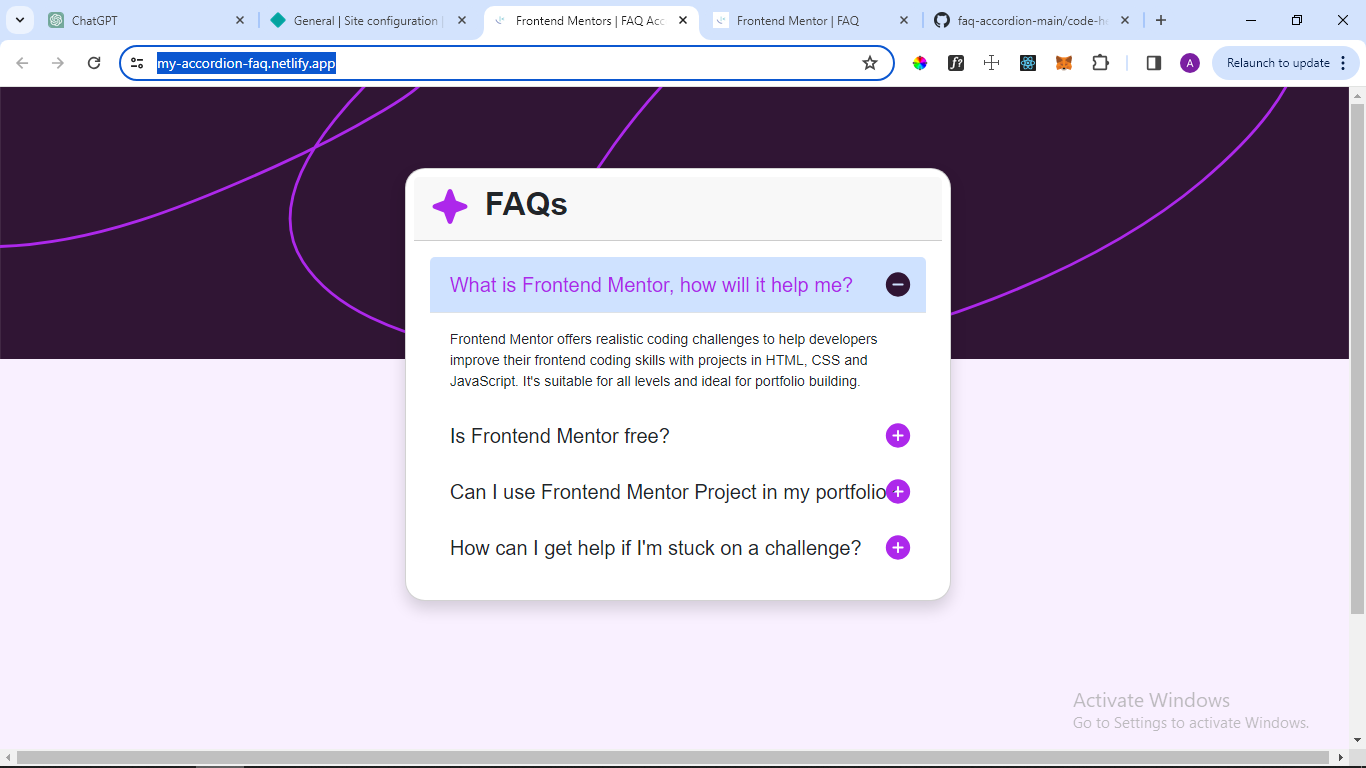 ChatGPT
General | Site configuration |
Frontend Mentors | FAQ Acc
Frontend Mentor | FAQ
faq-accordion-main/code-he
my-accordion-faq.netlify.app
f?
A
Relaunch to update
FAQs
What is Frontend Mentor, how will it help me?
Frontend Mentor offers realistic coding challenges to help developers
improve their frontend coding skills with projects in HTML, CSS and
JavaScript. It's suitable for all levels and ideal for portfolio building.
Is Frontend Mentor free?
Can I use Frontend Mentor Project in my portfolio
How can I get help if I'm stuck on a challenge?
Activate Windows
Go to Settings to activate Windows.